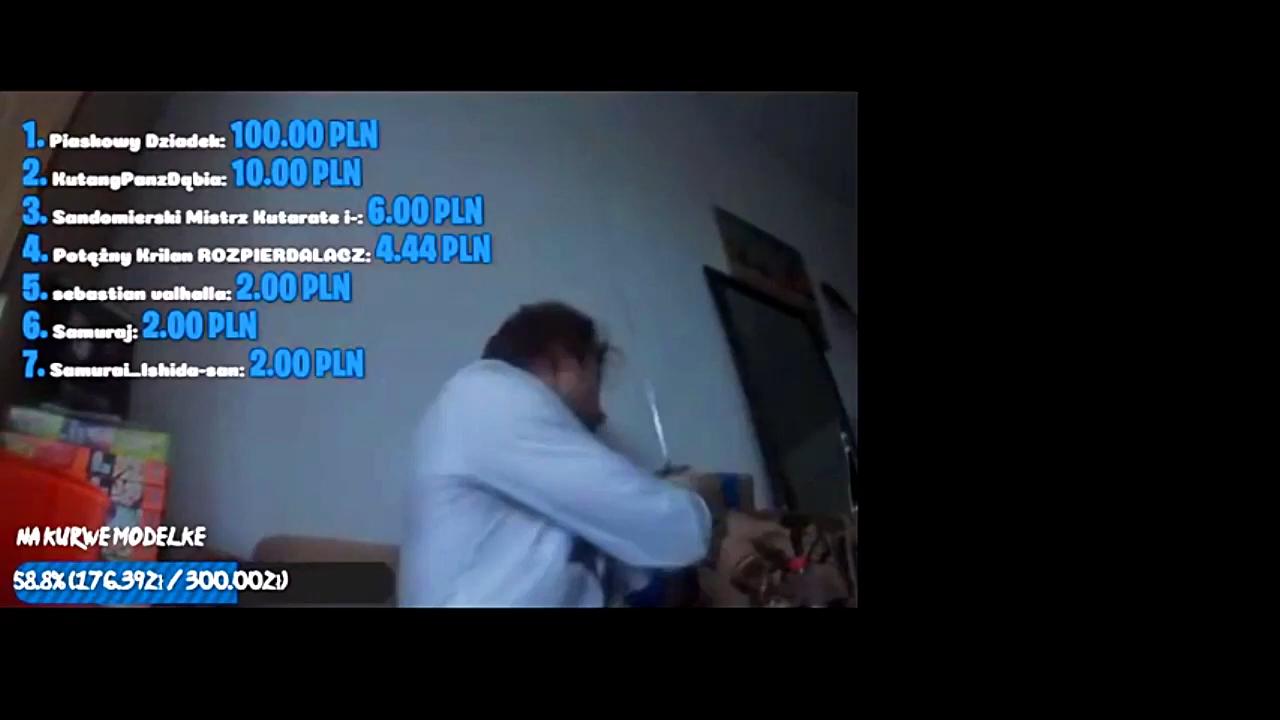 1. Piaskowy Dziadek: 100.00 PLN
2. KutangPanzDąbia: 10.00 PLN
3. Sandomierski Mistrz Kutarate i-: 6.00 PLN
4. Potężny Krilan ROZPIERDALACZ: 4.44 PLN
5. sebastian valhalla: 2.00 PLN
6. Samuraj: 2.00 PLN
7. Samurai_Ishida-san: 2.00 PLN
NA KURWE MODELKE
58.8% (176.39zł / 300.00zł)